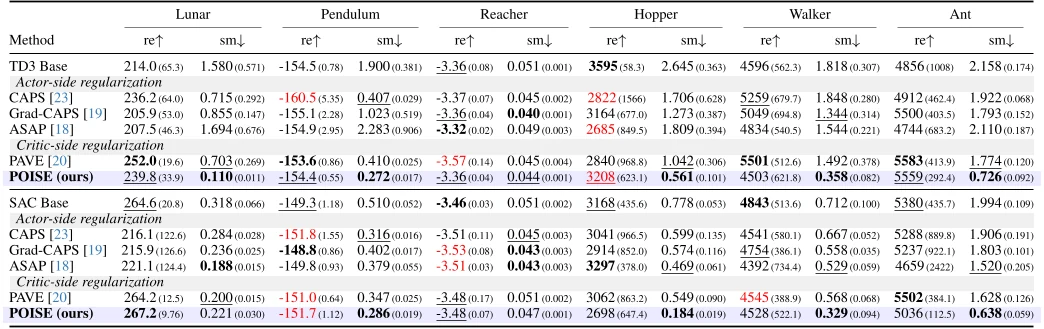 Lunar Pendulum Reacher Hopper Walker Ant
Method re↑ sm↓ re↑ sm↓ re↑ sm↓ re↑ sm↓ re↑ sm↓ re↑ sm↓
TD3 Base 214.0 (65.3) 1.580 (0.571) -154.5 (0.78) 1.900 (0.381) -3.36 (0.08) 0.051 (0.001) 3595 (58.3) 2.645 (0.363) 4596 (562.3) 1.818 (0.307) 4856 (1008) 2.158 (0.174)
Actor-side regularization
CAPS [23] 236.2 (64.0) 0.715 (0.292) -160.5 (5.35) 0.407 (0.029) -3.37 (0.07) 0.045 (0.002) 2822 (1566) 1.706 (0.628) 5259 (679.7) 1.848 (0.280) 4912 (462.4) 1.922 (0.068)
Grad-CAPS [19] 205.9 (53.0) 0.855 (0.147) -155.1 (2.28) 1.023 (0.519) -3.36 (0.04) 0.040 (0.001) 3164 (677.0) 1.273 (0.387) 5049 (694.8) 1.344 (0.314) 5500 (403.5) 1.793 (0.152)
ASAP [18] 207.5 (46.3) 1.694 (0.676) -154.9 (2.95) 2.283 (0.906) -3.32 (0.02) 0.049 (0.003) 2685 (849.5) 1.809 (0.394) 4834 (540.5) 1.544 (0.221) 4744 (683.2) 2.110 (0.187)
Critic-side regularization
PAVE [20] 252.0 (19.6) 0.703 (0.269) -153.6 (0.86) 0.410 (0.025) -3.57 (0.14) 0.045 (0.004) 2840 (968.8) 1.042 (0.306) 5501 (512.6) 1.492 (0.378) 5583 (413.9) 1.774 (0.120)
POISE (ours) 239.8 (33.9) 0.110 (0.011) -154.4 (0.55) 0.272 (0.017) -3.36 (0.04) 0.044 (0.001) 3208 (623.1) 0.561 (0.101) 4503 (621.8) 0.358 (0.082) 5559 (292.4) 0.726 (0.092)
SAC Base 264.6 (20.8) 0.318 (0.066) -149.3 (1.18) 0.510 (0.052) -3.46 (0.03) 0.051 (0.002) 3168 (435.6) 0.778 (0.053) 4843 (513.6) 0.712 (0.100) 5380 (435.7) 1.994 (0.109)
Actor-side regularization
CAPS [23] 216.1 (122.6) 0.284 (0.028) -151.8 (1.55) 0.316 (0.016) -3.51 (0.11) 0.045 (0.003) 3041 (966.5) 0.599 (0.135) 4541 (580.1) 0.667 (0.052) 5288 (889.8) 1.906 (0.191)
Grad-CAPS [19] 215.9 (126.6) 0.236 (0.025) -148.8 (0.86) 0.402 (0.017) -3.53 (0.08) 0.043 (0.003) 2914 (852.0) 0.574 (0.116) 4754 (386.1) 0.558 (0.035) 5237 (922.1) 1.803 (0.101)
ASAP [18] 221.1 (124.4) 0.188 (0.015) -149.8 (0.93) 0.379 (0.055) -3.51 (0.03) 0.043 (0.003) 3297 (378.0) 0.469 (0.061) 4392 (734.4) 0.529 (0.059) 4659 (2422) 1.520 (0.205)
Critic-side regularization
PAVE [20] 264.2 (12.5) 0.200 (0.015) -151.0 (0.64) 0.347 (0.025) -3.48 (0.17) 0.051 (0.002) 3062 (863.2) 0.549 (0.090) 4545 (388.9) 0.568 (0.068) 5502 (384.1) 1.628 (0.126)
POISE (ours) 267.2 (9.76) 0.221 (0.030) -151.7 (1.12) 0.286 (0.019) -3.48 (0.07) 0.047 (0.001) 2698 (647.4) 0.184 (0.019) 4528 (522.1) 0.329 (0.094) 5036 (112.5) 0.638 (0.059)